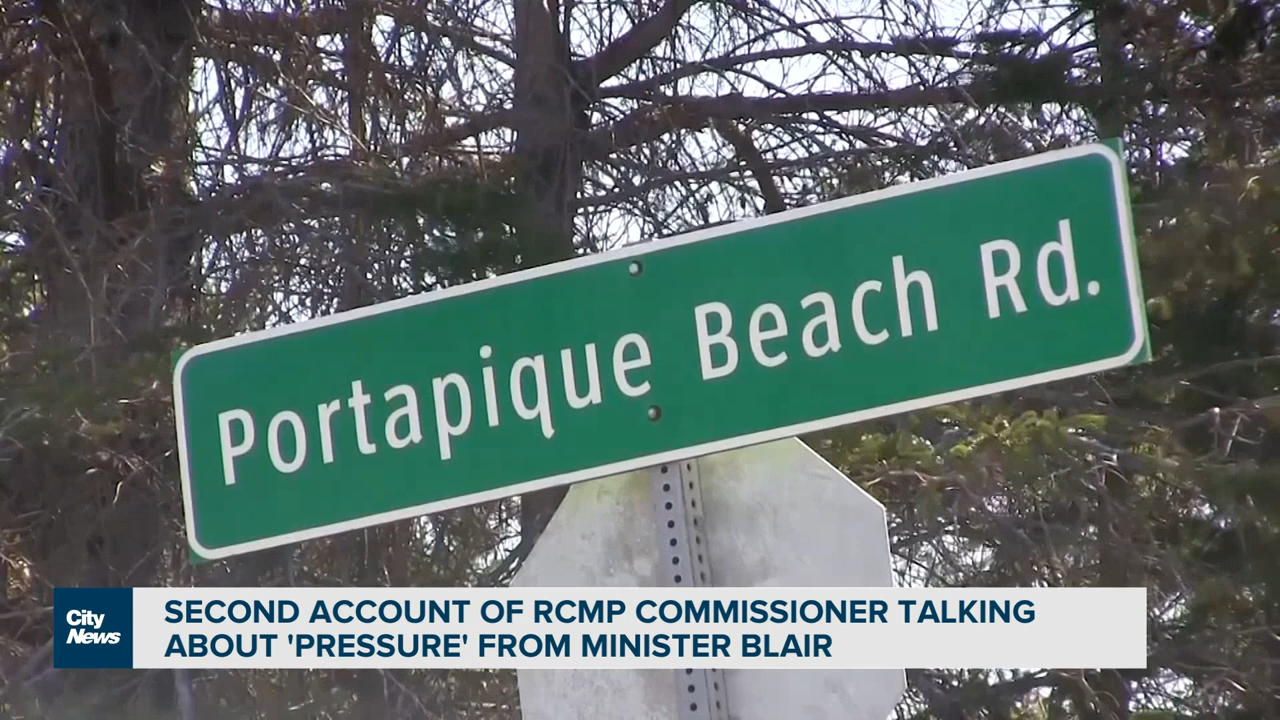 Portapique Beach Rd.
City
News
SECOND ACCOUNT OF RCMP COMMISSIONER TALKING
ABOUT 'PRESSURE' FROM MINISTER BLAIR